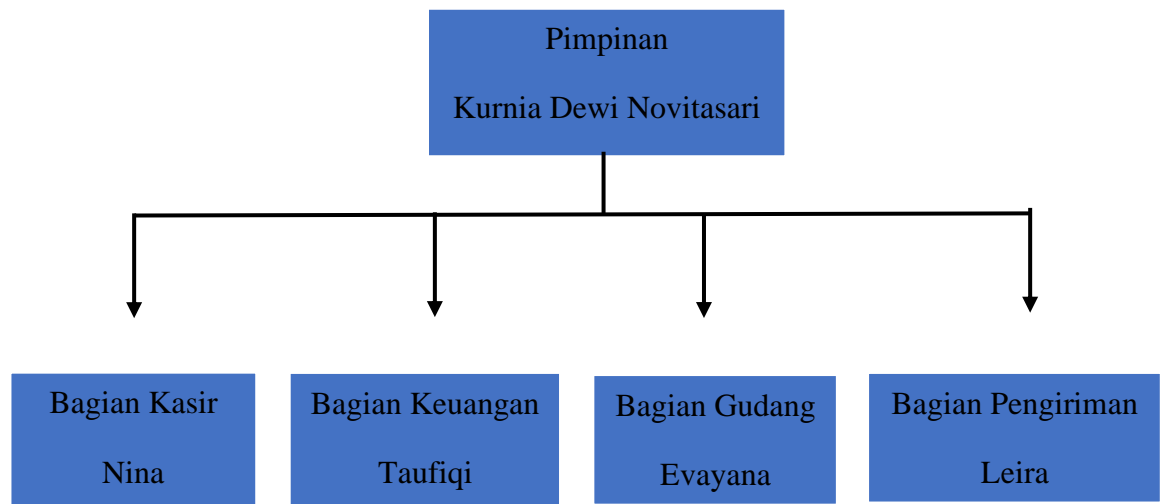 Pimpinan
Kurnia Dewi Novitasari
Bagian Kasir
Nina
Bagian Keuangan
Taufiqi
Bagian Gudang
Evayana
Bagian Pengiriman
Leira